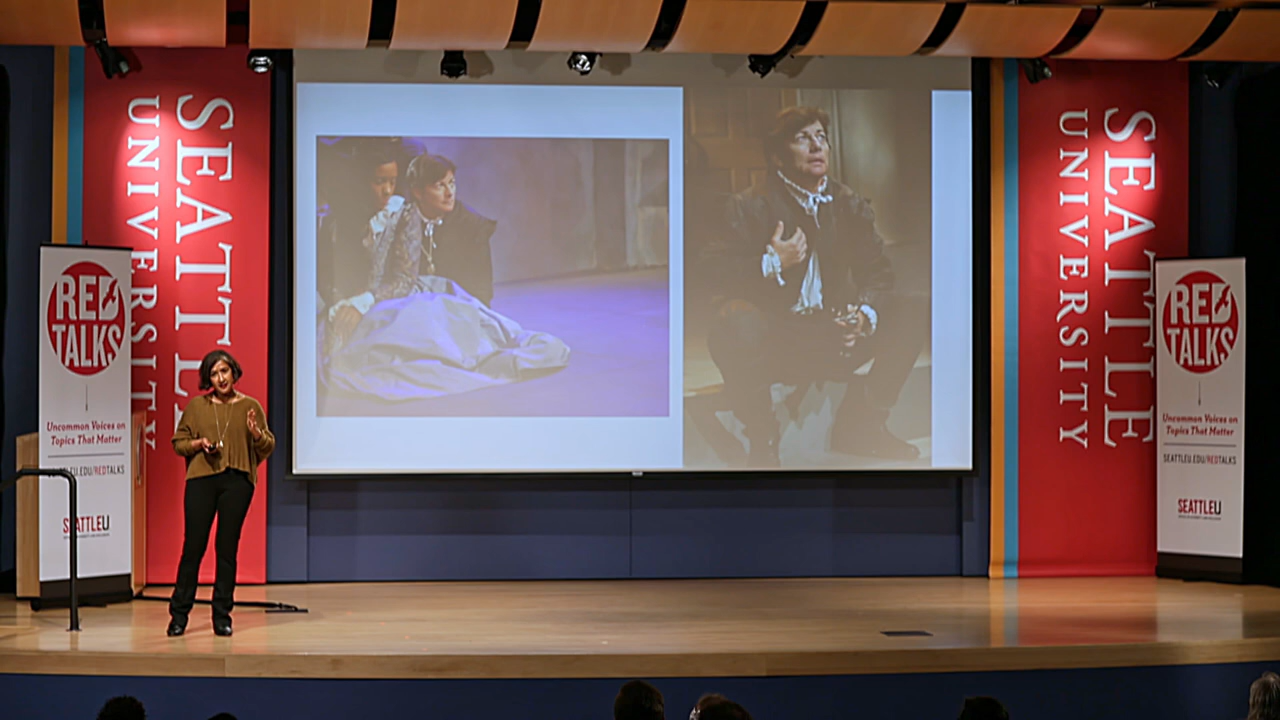 SEATTLE
UNIVERSITY
RED
TALKS
Uncommon Voices on
Topics That Matter
SEATTLEU.EDU/REDTALKS
SEATTLEU
SEATTLE
UNIVERSITY
RED
TALKS
Uncommon Voices on
Topics That Matter
SEATTLEU.EDU/REDTALKS
SEATTLEU